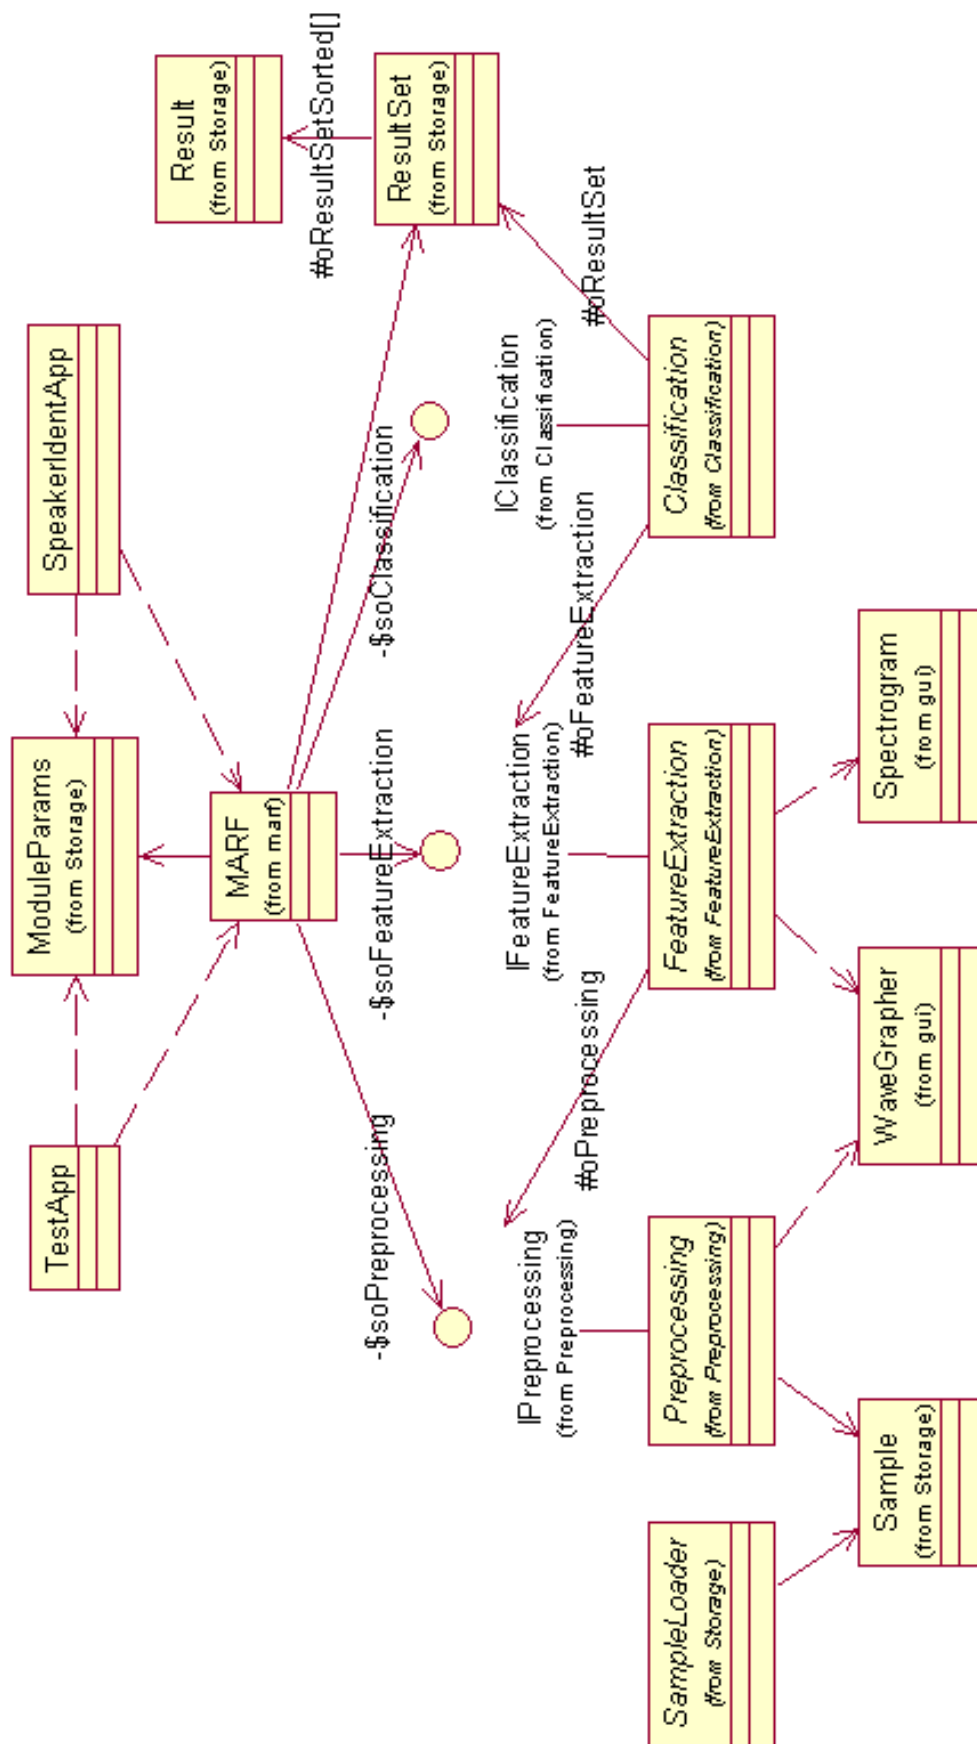 TestApp
ModuleParams
(from Storage)
SpeakerIdentApp
MARF
(from marf)
Result
(from Storage)
#oResultSetSorted[]
ResultSet
(from Storage)
-$soPreprocessing
-$soFeatureExtraction
-$soClassification
IPreprocessing
(from Preprocessing)
#oPreprocessing
IFeatureExtraction
(from FeatureExtraction)
#oFeatureExtraction
IClassification
(from Classification)
#oResultSet
SampleLoader
(from Storage)
Preprocessing
(from Preprocessing)
FeatureExtraction
(from FeatureExtraction)
Classification
(from Classification)
Sample
(from Storage)
WaveGrapher
(from gui)
Spectrogram
(from gui)